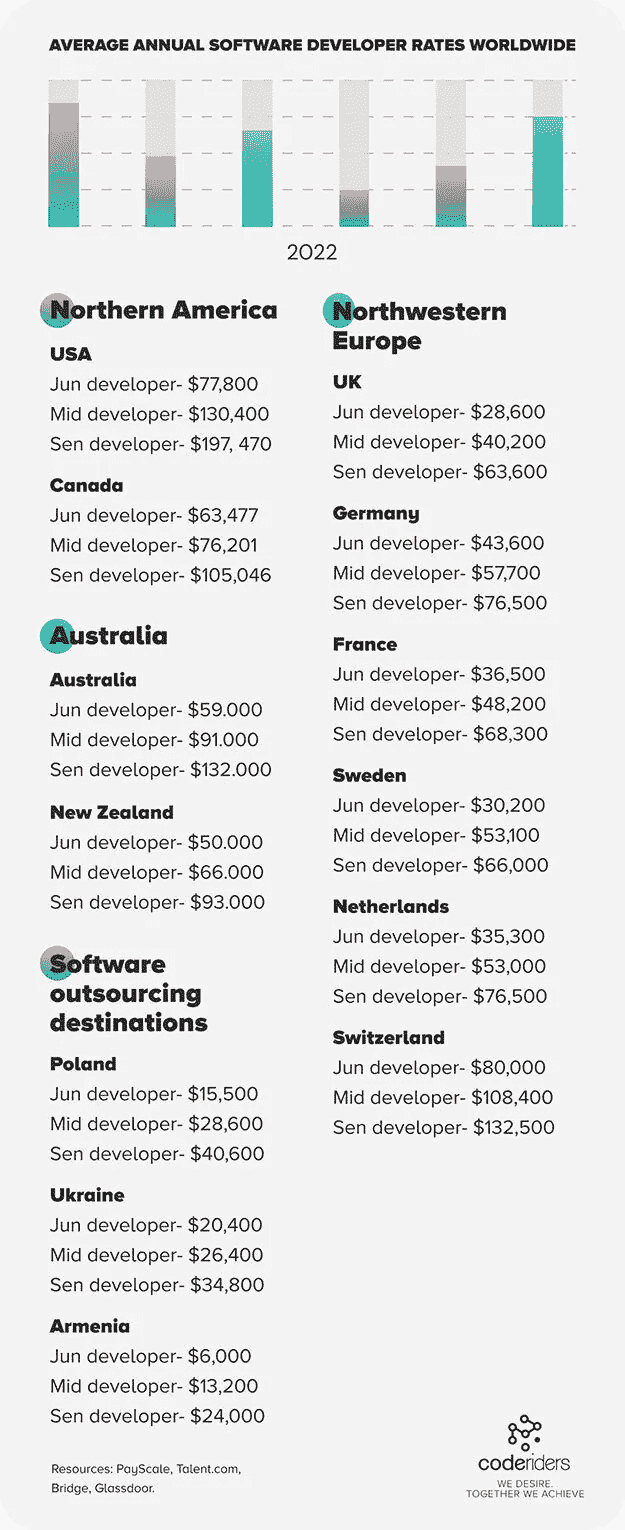 AVERAGE ANNUAL SOFTWARE DEVELOPER RATES WORLDWIDE
2022
Northern America
USA
Jun developer- $77,800
Mid developer- $130,400
Sen developer- $197, 470
Canada
Jun developer- $63,477
Mid developer- $76,201
Sen developer- $105,046
Australia
Australia
Jun developer- $59.000
Mid developer- $91.000
Sen developer- $132.000
New Zealand
Jun developer- $50.000
Mid developer- $66.000
Sen developer- $93.000
Software
outsourcing
destinations
Poland
Jun developer- $15,500
Mid developer- $28,600
Sen developer- $40,600
Ukraine
Jun developer- $20,400
Mid developer- $26,400
Sen developer- $34,800
Armenia
Jun developer- $6,000
Mid developer- $13,200
Sen developer- $24,000
Resources: PayScale, Talent.com,
Bridge, Glassdoor.
Northwestern
Europe
UK
Jun developer- $28,600
Mid developer- $40,200
Sen developer- $63,600
Germany
Jun developer- $43,600
Mid developer- $57,700
Sen developer- $76,500
France
Jun developer- $36,500
Mid developer- $48,200
Sen developer- $68,300
Sweden
Jun developer- $30,200
Mid developer- $53,100
Sen developer- $66,000
Netherlands
Jun developer- $35,300
Mid developer- $53,000
Sen developer- $76,500
Switzerland
Jun developer- $80,000
Mid developer- $108,400
Sen developer- $132,500
coderiders
WE DESIRE.
TOGETHER WE ACHIEVE